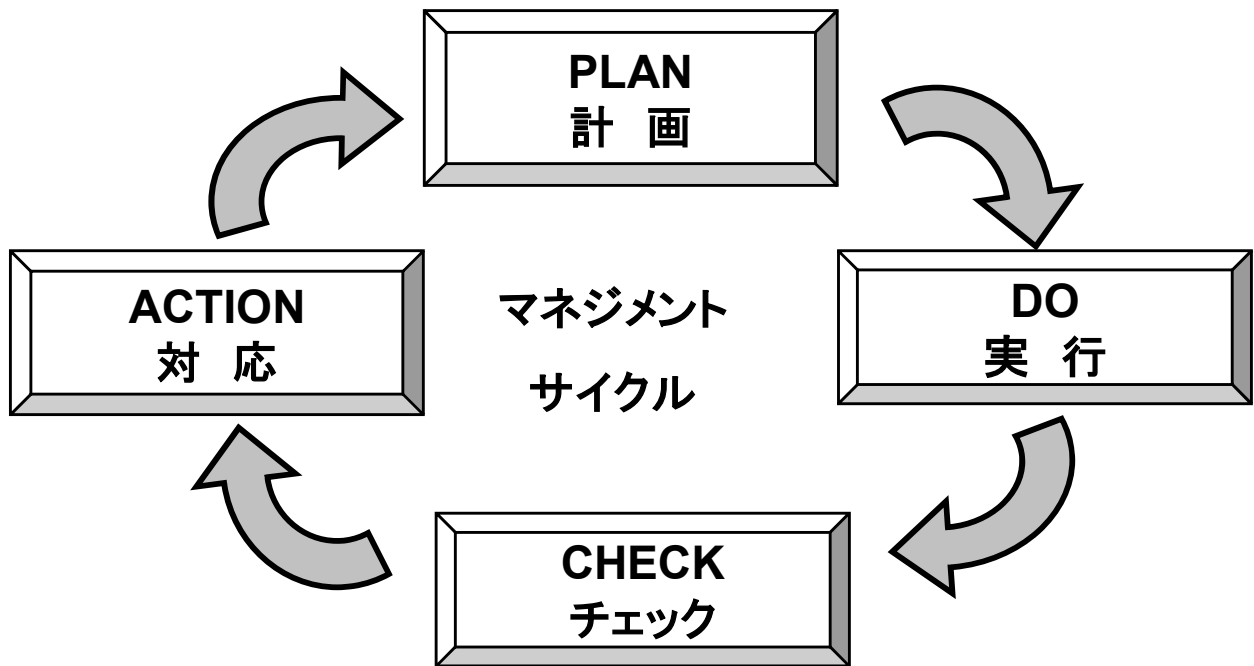 PLAN
計　画
ACTION
対　応
マネジメント
サイクル
DO
実　行
CHECK
チェック